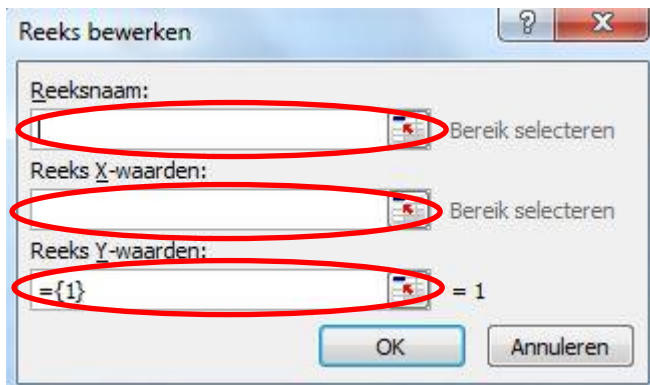 Reeks bewerken
Reeksnaam:
Bereik selecteren
Reeks X-waarden:
Bereik selecteren
Reeks Y-waarden:
={1} = 1
OK Annuleren